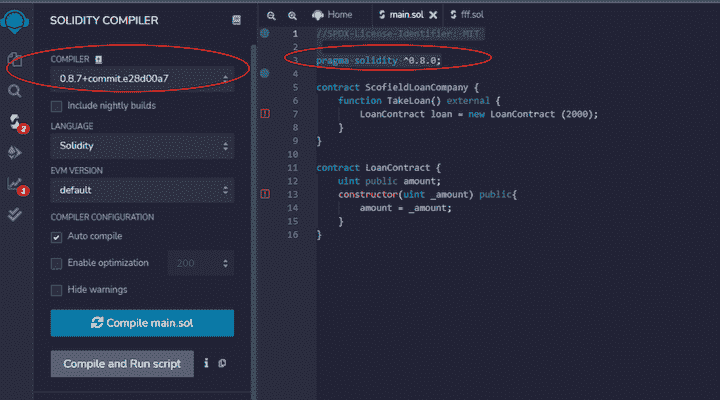 SOLIDITY COMPILER
COMPILER
0.8.7+commit.e28d00a7
Include nightly builds
LANGUAGE
Solidity
EVM VERSION
default
COMPILER CONFIGURATION
Auto compile
Enable optimization 200
Hide warnings
Compile main.sol
Compile and Run script
2
1
Home main.sol fff.sol
1 //SPDX-License-Identifier: MIT
2
3 pragma solidity ^0.8.0;
4
5 contract ScofieldLoanCompany {
6 function TakeLoan() external {
7 LoanContract loan = new LoanContract (2000);
8 }
9 }
10
11 contract LoanContract {
12 uint public amount;
13 constructor(uint _amount) public{
14 amount = _amount;
15 }
16 }